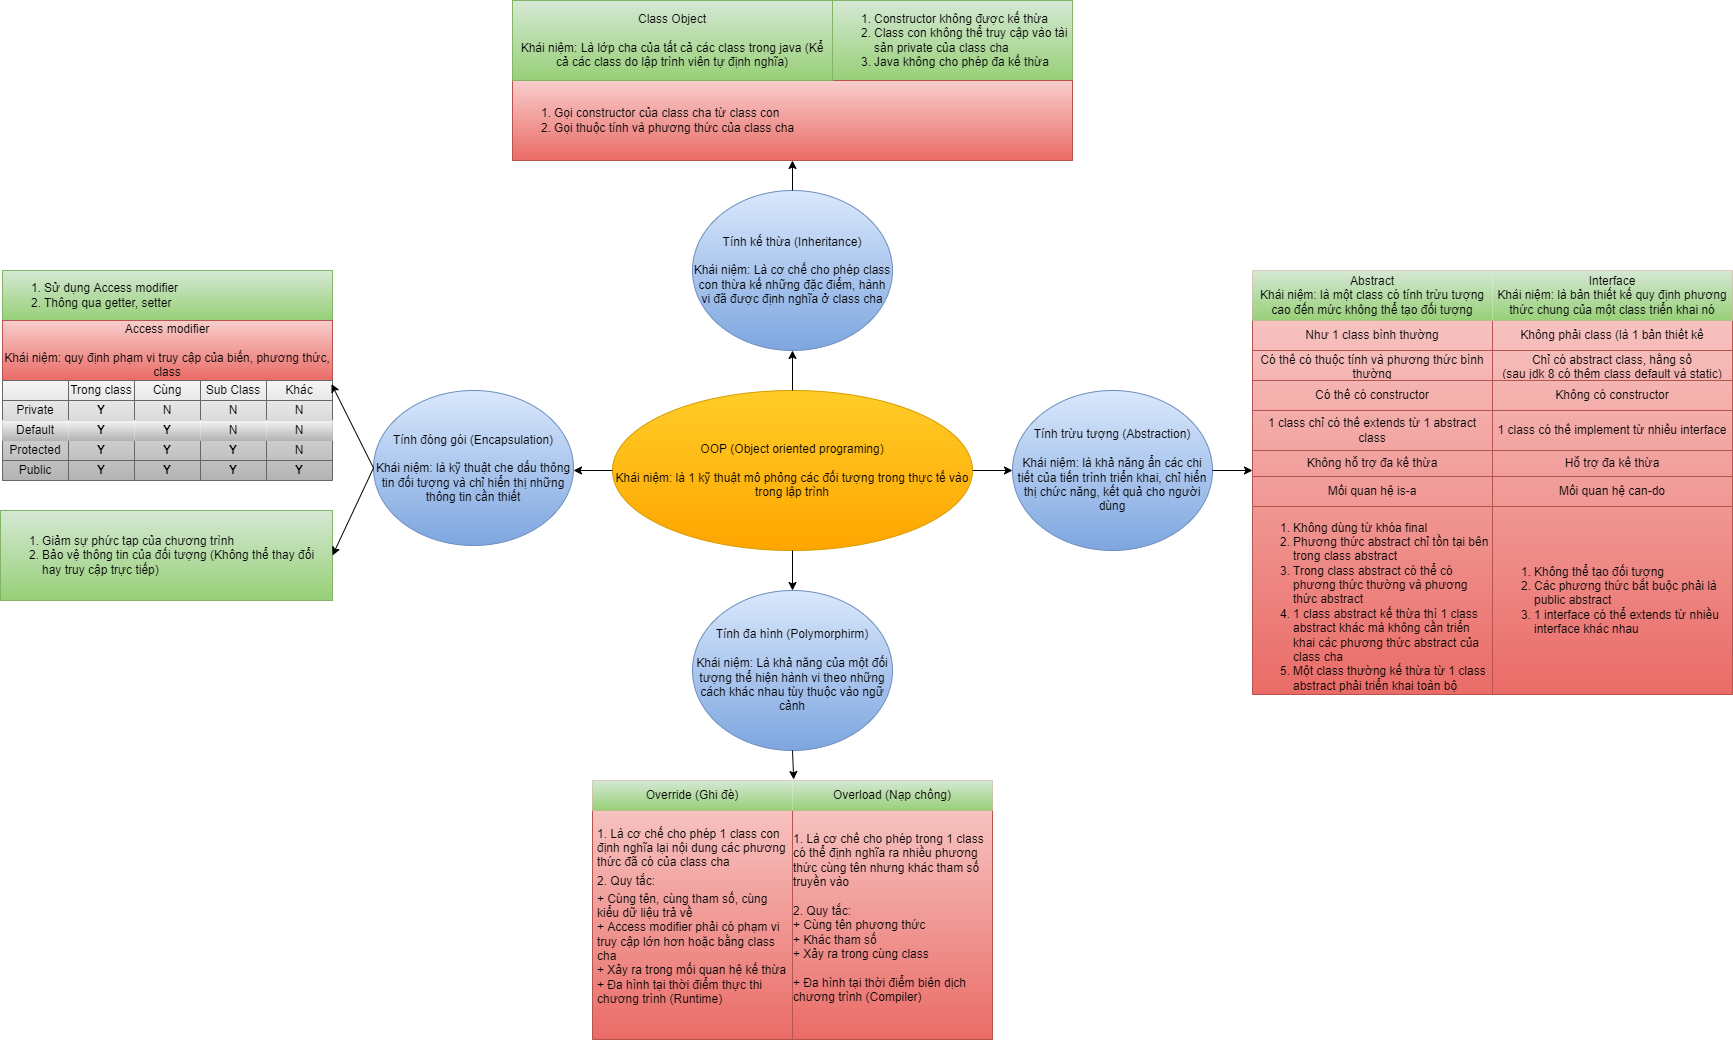 Class Object
Khái niệm: Là lớp cha của tất cả các class trong java (Kể
cả các class do lập trình viên tự định nghĩa)
1. Constructor không được kế thừa
2. Class con không thể truy cập vào tài
sản private của class cha
3. Java không cho phép đa kế thừa
1. Gọi constructor của class cha từ class con
2. Gọi thuộc tính và phương thức của class cha
Tính kế thừa (Inheritance)
Khái niệm: Là cơ chế cho phép class
con thừa kế những đặc điểm, hành
vi đã được định nghĩa ở class cha
1. Sử dụng Access modifier
2. Thông qua getter, setter
Access modifier
Khái niệm: quy định phạm vi truy cập của biến, phương thức,
class
Trong class Cùng Sub Class Khác
Private Y N N N
Default Y Y N N
Protected Y Y Y N
Public Y Y Y Y
1. Giảm sự phức tạp của chương trình
2. Bảo vệ thông tin của đối tượng (Không thể thay đổi
hay truy cập trực tiếp)
Tính đóng gói (Encapsulation)
Khái niệm: là kỹ thuật che dấu thông
tin đối tượng và chỉ hiển thị những
thông tin cần thiết
OOP (Object oriented programing)
Khái niệm: là 1 kỹ thuật mô phỏng các đối tượng trong thực tế vào
trong lập trình
Tính trừu tượng (Abstraction)
Khái niệm: là khả năng ẩn các chi
tiết của tiến trình triển khai, chỉ hiển
thị chức năng, kết quả cho người
dùng
Abstract
Khái niệm: là một class có tính trừu tượng
cao đến mức không thể tạo đối tượng
Interface
Khái niệm: là bản thiết kế quy định phương
thức chung của một class triển khai nó
Như 1 class bình thường
Không phải class (là 1 bản thiết kế
Có thể có thuộc tính và phương thức bình
thường
Chỉ có abstract class, hằng số
(sau jdk 8 có thêm class default và static)
Có thể có constructor
Không có constructor
1 class chỉ có thể extends từ 1 abstract
class
1 class có thể implement từ nhiều interface
Không hỗ trợ đa kế thừa
Hỗ trợ đa kế thừa
Mối quan hệ is-a
Mối quan hệ can-do
1. Không dùng từ khóa final
2. Phương thức abstract chỉ tồn tại bên
trong class abstract
3. Trong class abstract có thể có
phương thức thường và phương
thức abstract
4. 1 class abstract kế thừa thì 1 class
abstract khác mà không cần triển
khai các phương thức abstract của
class cha
5. Một class thường kế thừa từ 1 class
abstract phải triển khai toàn bộ
1. Không thể tạo đối tượng
2. Các phương thức bắt buộc phải là
public abstract
3. 1 interface có thể extends từ nhiều
interface khác nhau
Tính đa hình (Polymorphirm)
Khái niệm: Là khả năng của một đối
tượng thể hiện hành vi theo những
cách khác nhau tùy thuộc vào ngữ
cảnh
Override (Ghi đè)
1. Là cơ chế cho phép 1 class con
định nghĩa lại nội dung các phương
thức đã có của class cha
2. Quy tắc:
+ Cùng tên, cùng tham số, cùng
kiểu dữ liệu trả về
+ Access modifier phải có phạm vi
truy cập lớn hơn hoặc bằng class
cha
+ Xảy ra trong mối quan hệ kế thừa
+ Đa hình tại thời điểm thực thi
chương trình (Runtime)
Overload (Nạp chồng)
1. Là cơ chế cho phép trong 1 class
có thể định nghĩa ra nhiều phương
thức cùng tên nhưng khác tham số
truyền vào
2. Quy tắc:
+ Cùng tên phương thức
+ Khác tham số
+ Xảy ra trong cùng class
+ Đa hình tại thời điểm biên dịch
chương trình (Compiler)